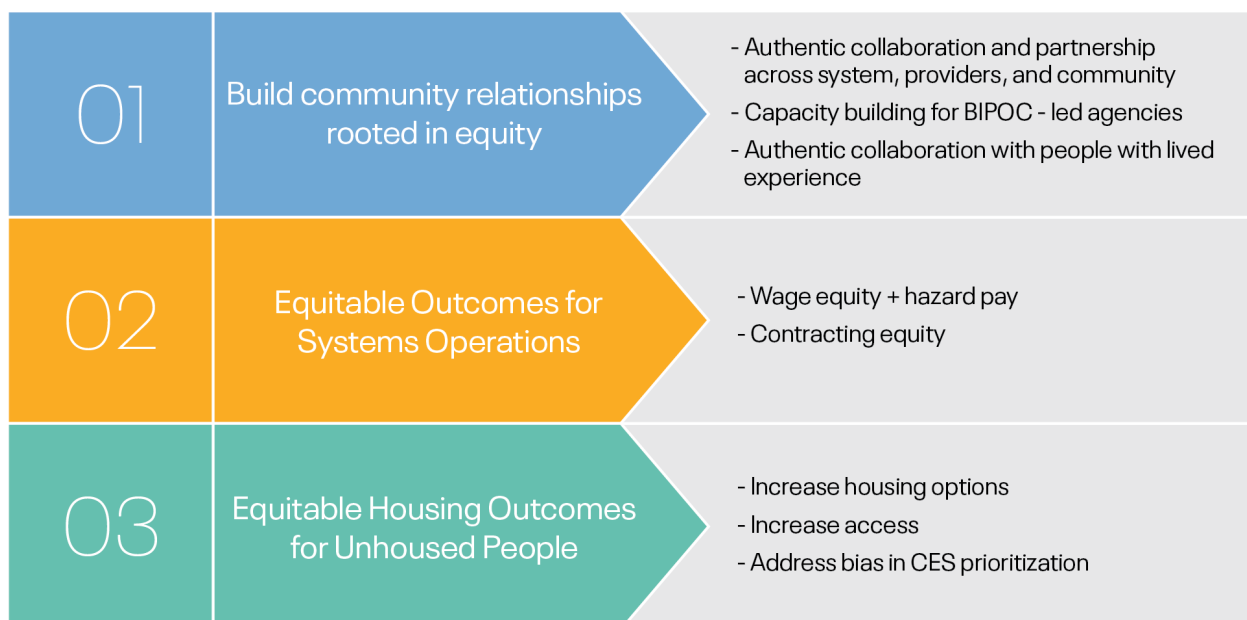 01
Build community relationships
rooted in equity
- Authentic collaboration and partnership
across system, providers, and community
- Capacity building for BIPOC - led agencies
- Authentic collaboration with people with lived
experience
02
Equitable Outcomes for
Systems Operations
- Wage equity + hazard pay
- Contracting equity
03
Equitable Housing Outcomes
for Unhoused People
- Increase housing options
- Increase access
- Address bias in CES prioritization